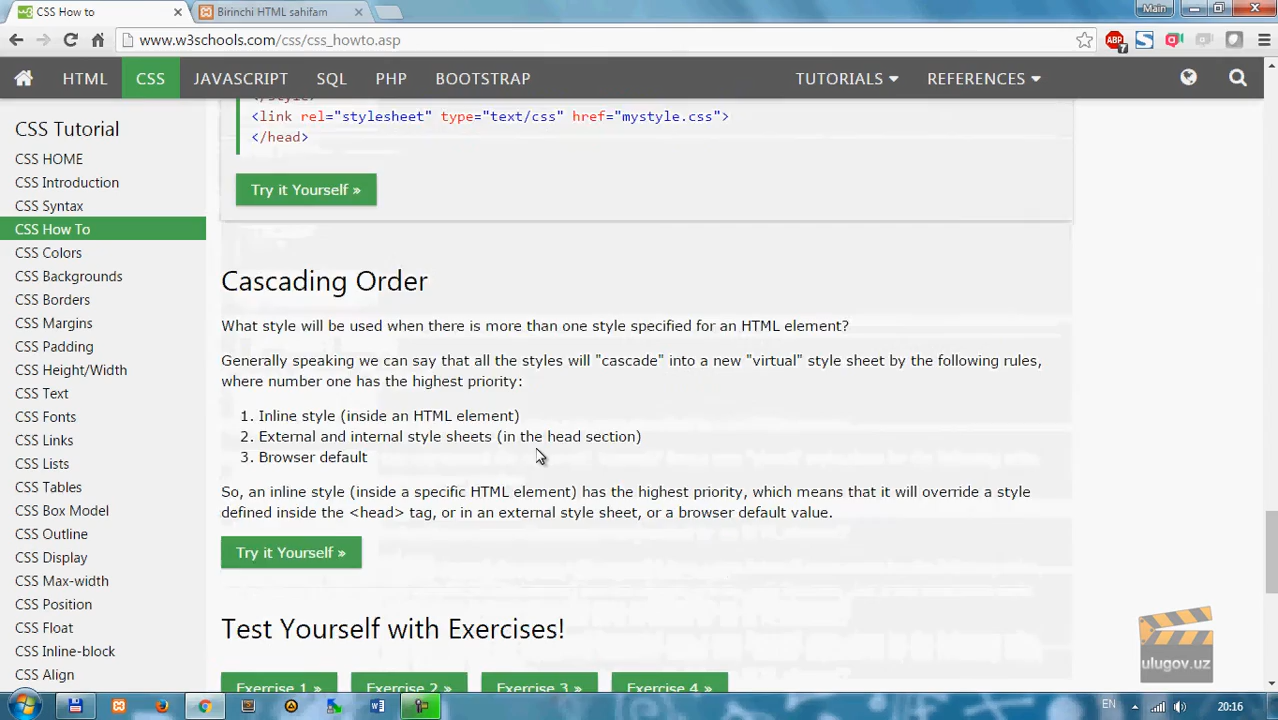 CSS How to
Birinchi HTML sahifam
Main
www.w3schools.com/css/css_howto.asp
ABP
7
HTML
CSS
JAVASCRIPT
SQL
PHP
BOOTSTRAP
TUTORIALS
REFERENCES
CSS Tutorial
CSS HOME
CSS Introduction
CSS Syntax
CSS How To
CSS Colors
CSS Backgrounds
CSS Borders
CSS Margins
CSS Padding
CSS Height/Width
CSS Text
CSS Fonts
CSS Links
CSS Lists
CSS Tables
CSS Box Model
CSS Outline
CSS Display
CSS Max-width
CSS Position
CSS Float
CSS Inline-block
CSS Align
</style>
<link rel="stylesheet" type="text/css" href="mystyle.css">
</head>
Try it Yourself »
Cascading Order
What style will be used when there is more than one style specified for an HTML element?
Generally speaking we can say that all the styles will "cascade" into a new "virtual" style sheet by the following rules,
where number one has the highest priority:
1. Inline style (inside an HTML element)
2. External and internal style sheets (in the head section)
3. Browser default
So, an inline style (inside a specific HTML element) has the highest priority, which means that it will override a style
defined inside the <head> tag, or in an external style sheet, or a browser default value.
Try it Yourself »
Test Yourself with Exercises!
Exercise 1 »
Exercise 2 »
Exercise 3 »
Exercise 4 »
ulugov.uz
EN
20:16